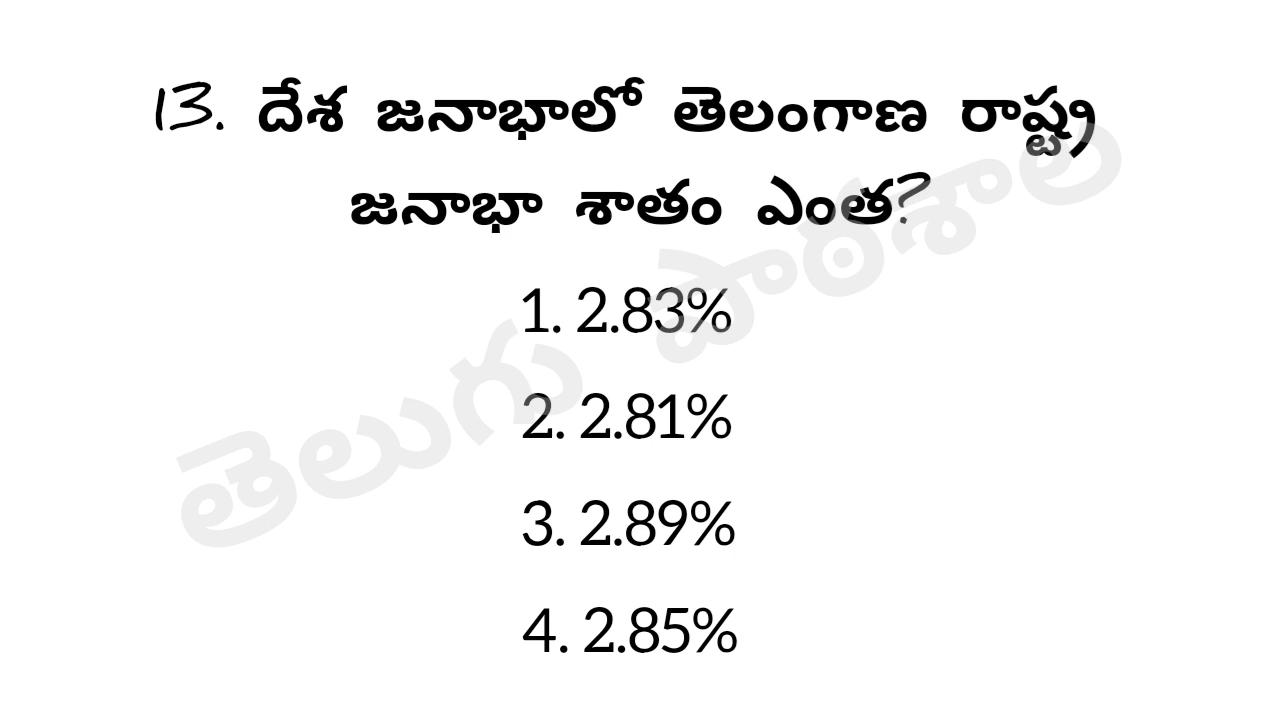 13. దేశ జనాభాలో తెలంగాణ రాష్ట్ర
జనాభా శాతం ఎంత?
1. 2.83%
2. 2.81%
3. 2.89%
4. 2.85%
తెలుగు పాఠశాల